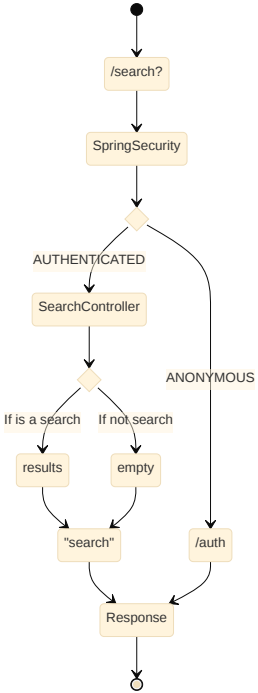 /search?
SpringSecurity
AUTHENTICATED
SearchController
ANONYMOUS
If is a search
If not search
results
empty
"search"
/auth
Response